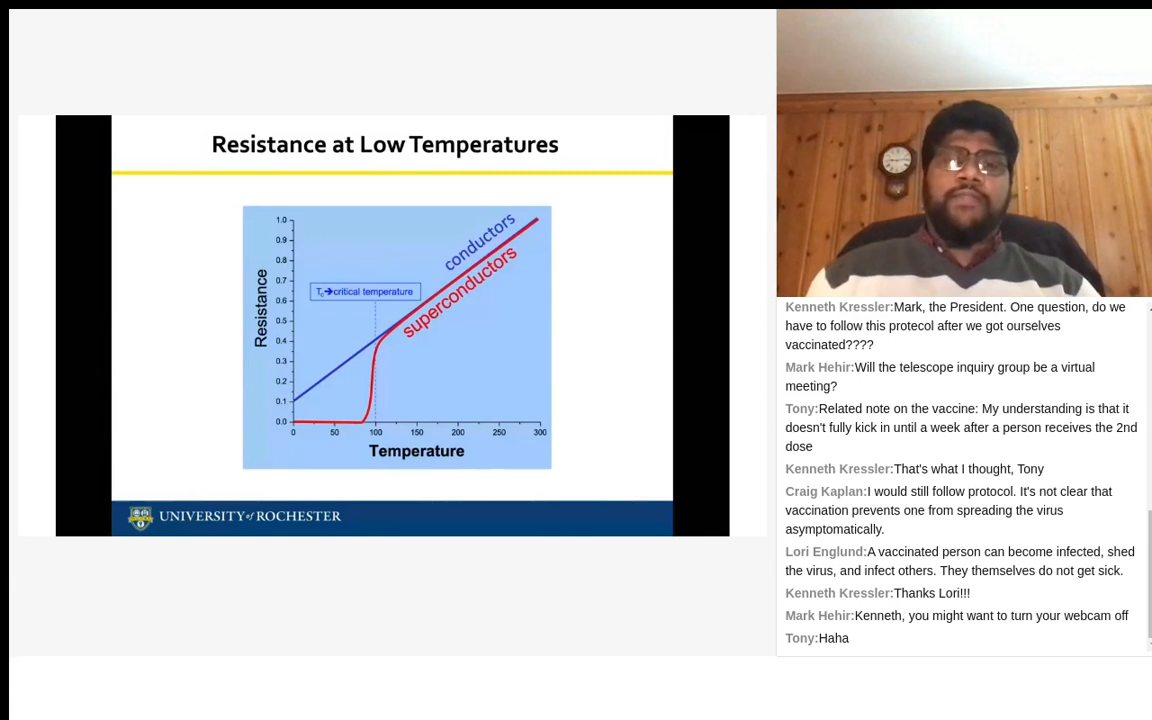 Resistance at Low Temperatures
1.0
0.9
0.8
0.7
0.6
0.5
0.4
0.3
0.2
0.1
0.0
Resistance
Tc➔critical temperature
conductors
superconductors
0 50 100 150 200 250 300
Temperature
UNIVERSITY of ROCHESTER
Kenneth Kressler:Mark, the President. One question, do we
have to follow this protecol after we got ourselves
vaccinated????
Mark Hehir:Will the telescope inquiry group be a virtual
meeting?
Tony:Related note on the vaccine: My understanding is that it
doesn't fully kick in until a week after a person receives the 2nd
dose
Kenneth Kressler:That's what I thought, Tony
Craig Kaplan:I would still follow protocol. It's not clear that
vaccination prevents one from spreading the virus
asymptomatically.
Lori Englund:A vaccinated person can become infected, shed
the virus, and infect others. They themselves do not get sick.
Kenneth Kressler:Thanks Lori!!!
Mark Hehir:Kenneth, you might want to turn your webcam off
Tony:Haha